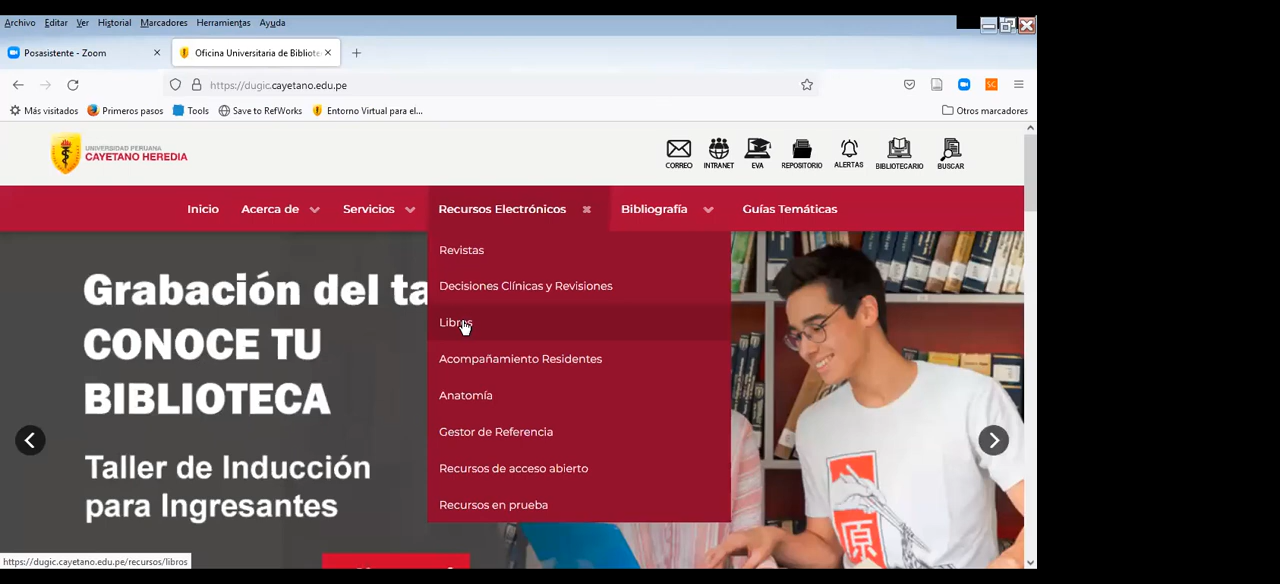 Archivo Editar Ver Historial Marcadores Herramientas Ayuda
Posasistente - Zoom
Oficina Universitaria de Bibliote
https://dugic.cayetano.edu.pe
Más visitados Primeros pasos Tools Save to RefWorks Entorno Virtual para el...
Otros marcadores
UNIVERSIDAD PERUANA
CAYETANO HEREDIA
CORREO INTRANET EVA REPOSITORIO ALERTAS BIBLIOTECARIO BUSCAR
Inicio Acerca de Servicios Recursos Electrónicos Bibliografía Guías Temáticas
Revistas
Decisiones Clínicas y Revisiones
Libros
Acompañamiento Residentes
Anatomía
Gestor de Referencia
Recursos de acceso abierto
Recursos en prueba
Grabación del ta
CONOCE TU
BIBLIOTECA
Taller de Inducción
para Ingresantes
原
https://dugic.cayetano.edu.pe/recursos/libros